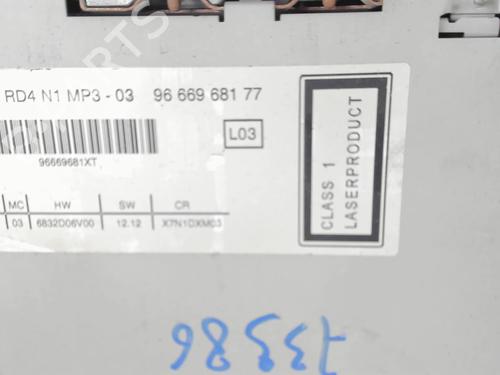 RD4 N1 MP3 - 03 96 669 681 77
L03
96669681XT
MC HW SW CR
03 6832D06V00 12.12 X7N1DXM03
CLASS 1
LASERPRODUCT
73386